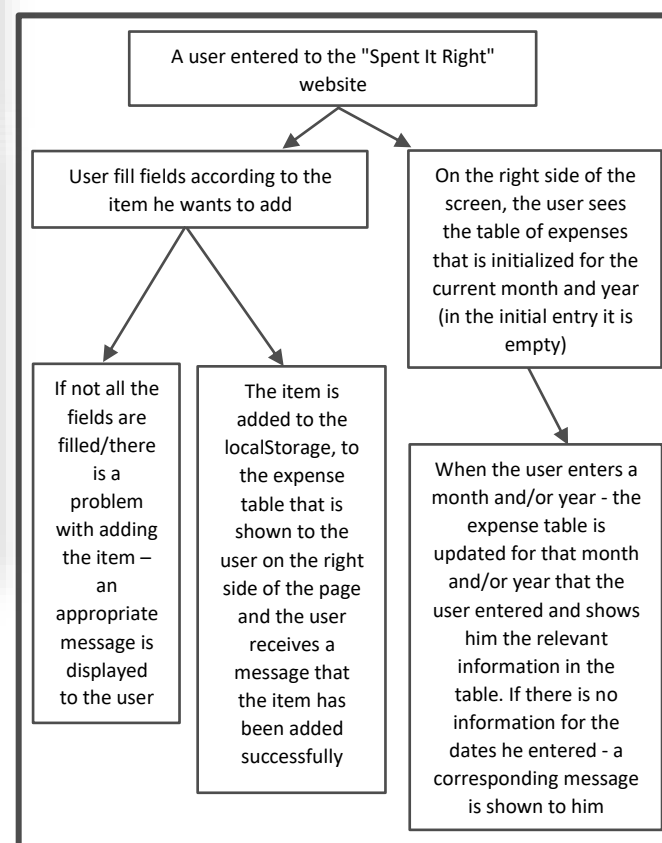 A user entered to the "Spent It Right"
website
User fill fields according to the
item he wants to add
On the right side of the
screen, the user sees
the table of expenses
that is initialized for the
current month and year
(in the initial entry it is
empty)
If not all the
fields are
filled/there
is a
problem
with adding
the item –
an
appropriate
message is
displayed
to the user
The item is
added to the
localStorage, to
the expense
table that is
shown to the
user on the right
side of the page
and the user
receives a
message that
the item has
been added
successfully
When the user enters a
month and/or year - the
expense table is
updated for that month
and/or year that the
user entered and shows
him the relevant
information in the
table. If there is no
information for the
dates he entered - a
corresponding message
is shown to him